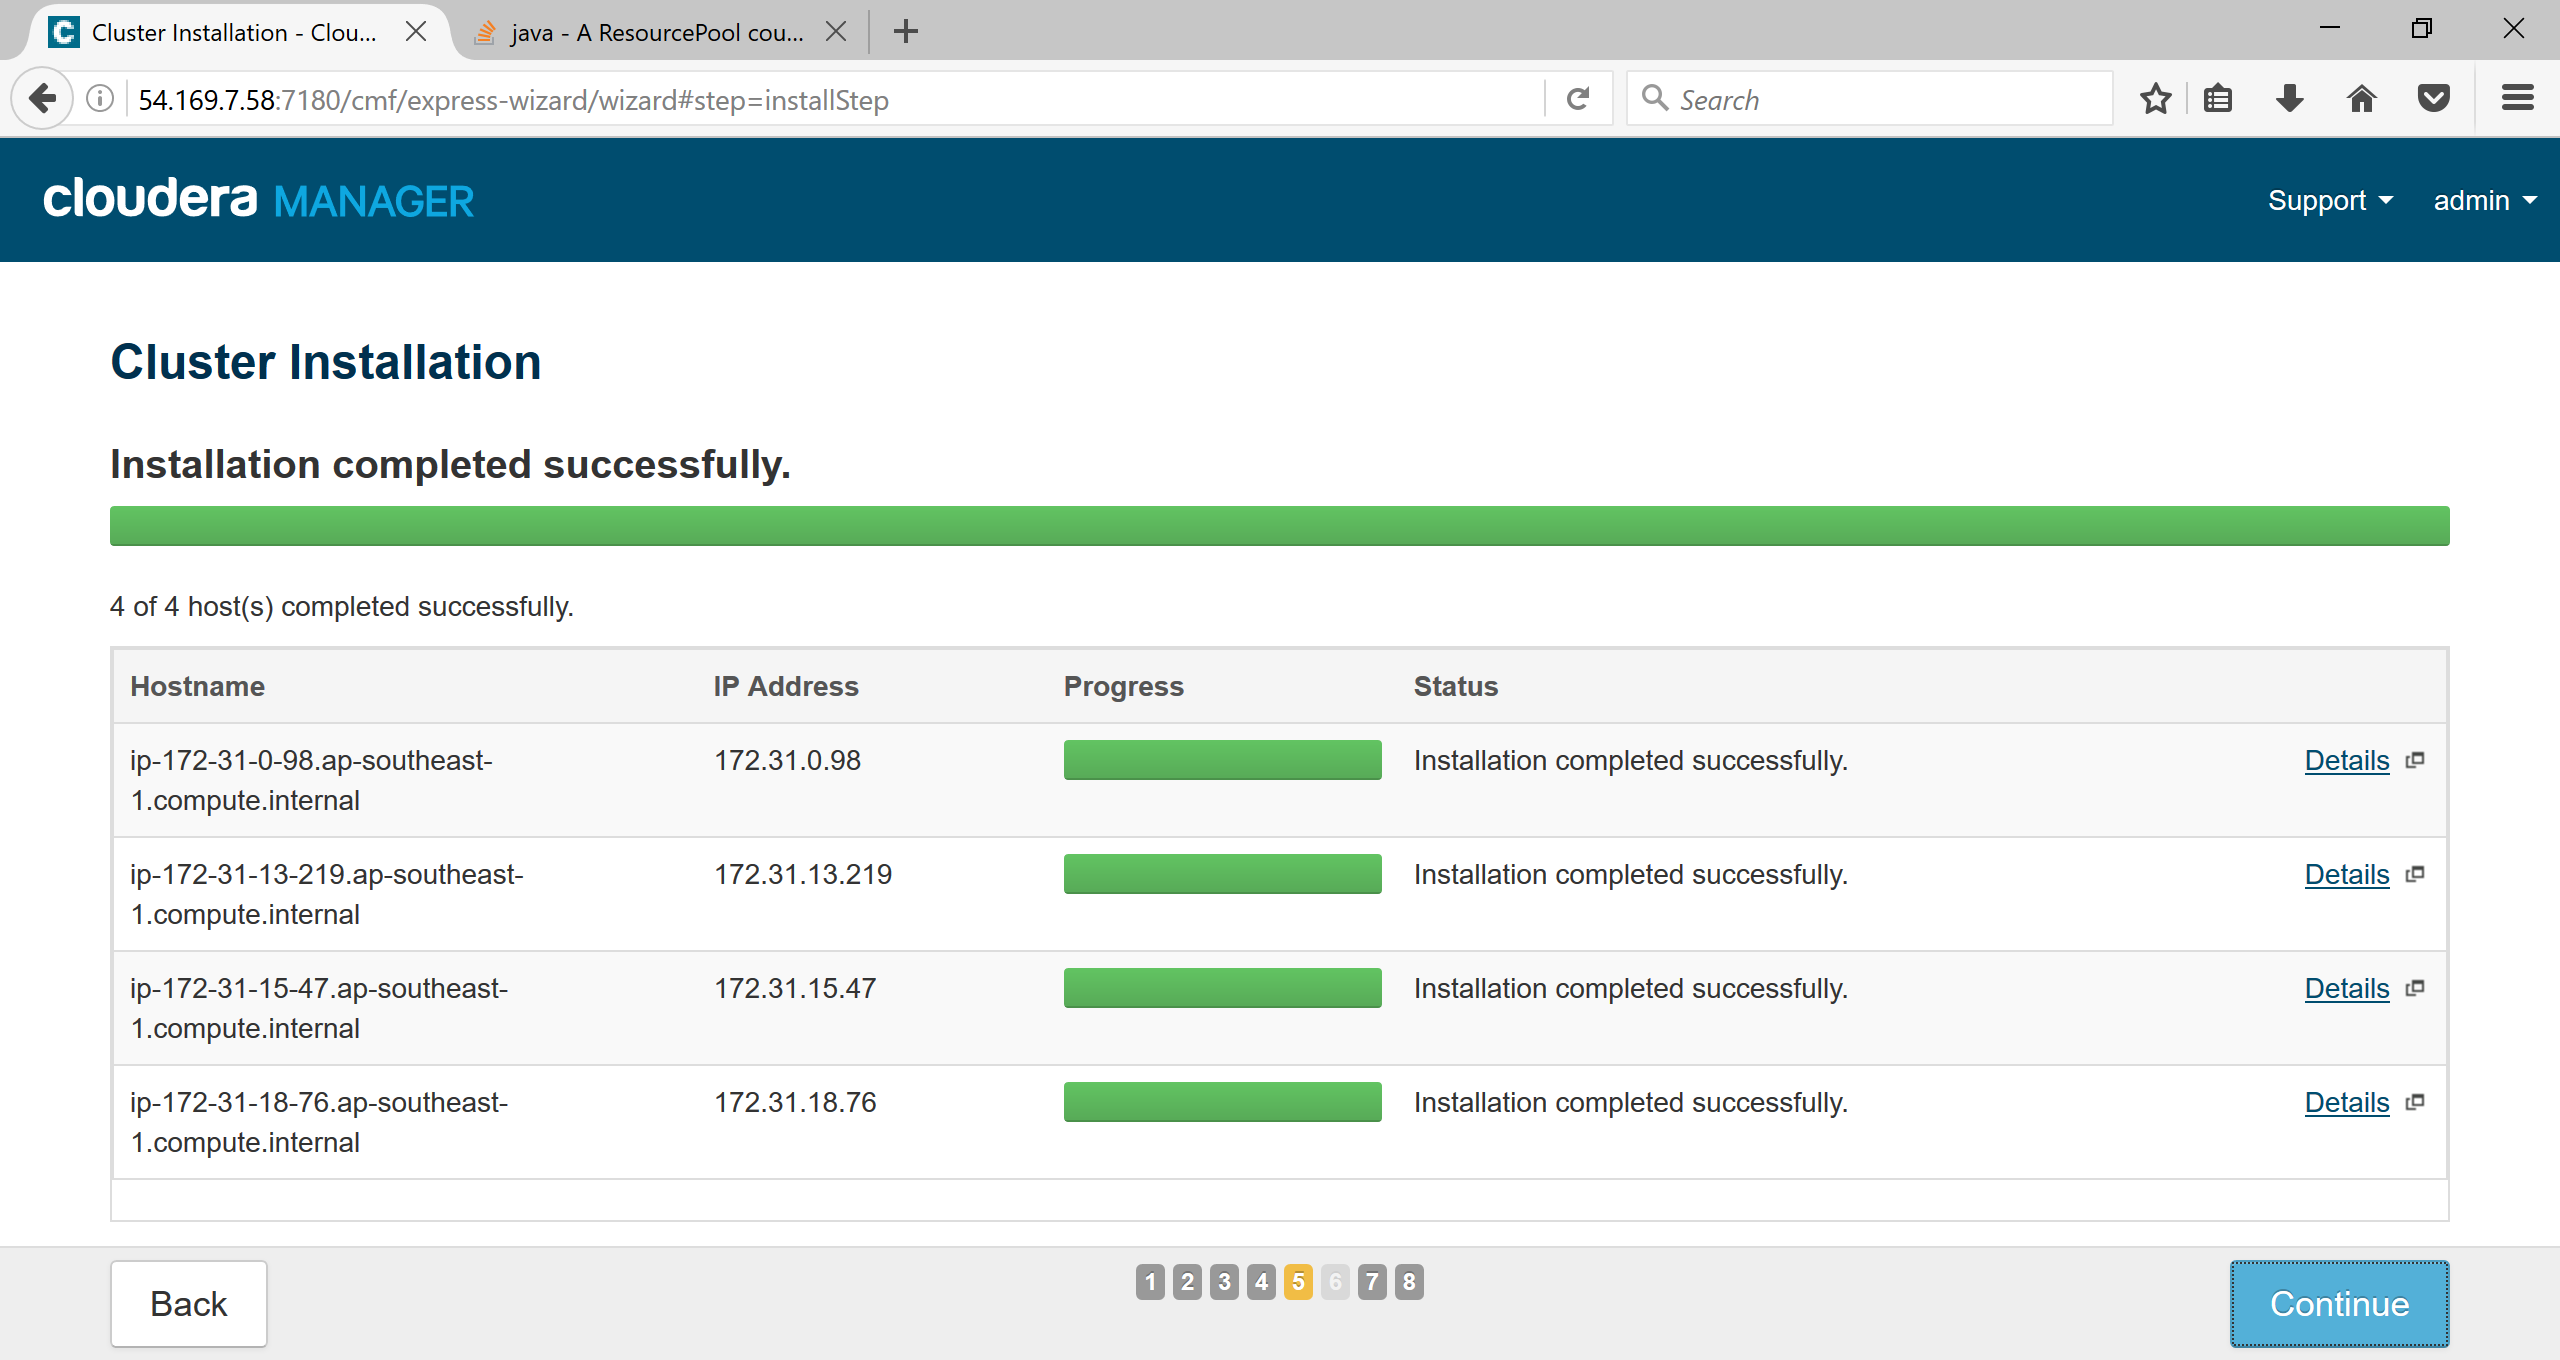 Cluster Installation - Clou...
java - A ResourcePool cou...
54.169.7.58:7180/cmf/express-wizard/wizard#step=installStep
Search
cloudera MANAGER
Support
admin
Cluster Installation
Installation completed successfully.
4 of 4 host(s) completed successfully.
Hostname IP Address Progress Status
ip-172-31-0-98.ap-southeast- 172.31.0.98 Installation completed successfully. Details
1.compute.internal
ip-172-31-13-219.ap-southeast- 172.31.13.219 Installation completed successfully. Details
1.compute.internal
ip-172-31-15-47.ap-southeast- 172.31.15.47 Installation completed successfully. Details
1.compute.internal
ip-172-31-18-76.ap-southeast- 172.31.18.76 Installation completed successfully. Details
1.compute.internal
Back
1 2 3 4 5 6 7 8
Continue